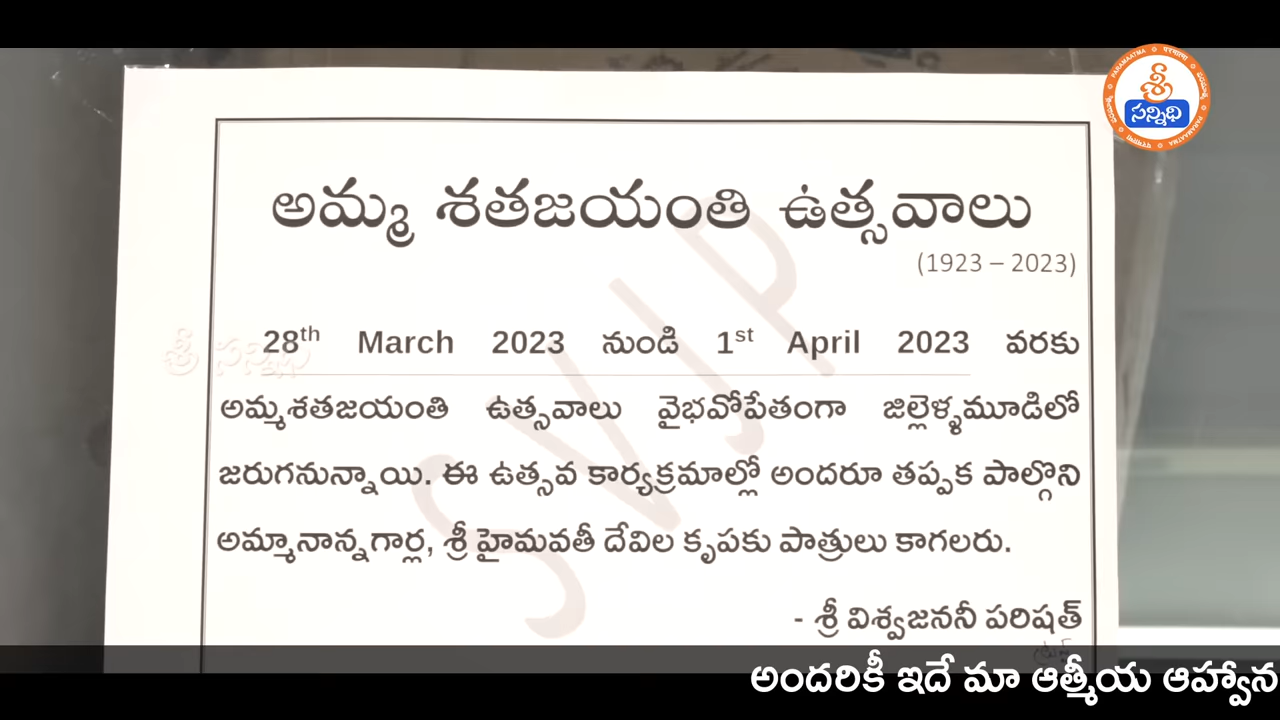 శ్రీ
సన్నిధి
అమ్మ శతజయంతి ఉత్సవాలు
(1923 – 2023)
28th March 2023 నుండి 1st April 2023 వరకు
అమ్మశతజయంతి ఉత్సవాలు వైభవోపేతంగా జిల్లెళ్ళమూడిలో
జరుగనున్నాయి. ఈ ఉత్సవ కార్యక్రమాల్లో అందరూ తప్పక పాల్గొని
అమ్మానాన్నగార్ల, శ్రీ హైమవతీ దేవిల కృపకు పాత్రులు కాగలరు.
- శ్రీ విశ్వజననీ పరిషత్
SVJP
శ్రీ సన్నిధి
అందరికీ ఇదే మా ఆత్మీయ ఆహ్వాన